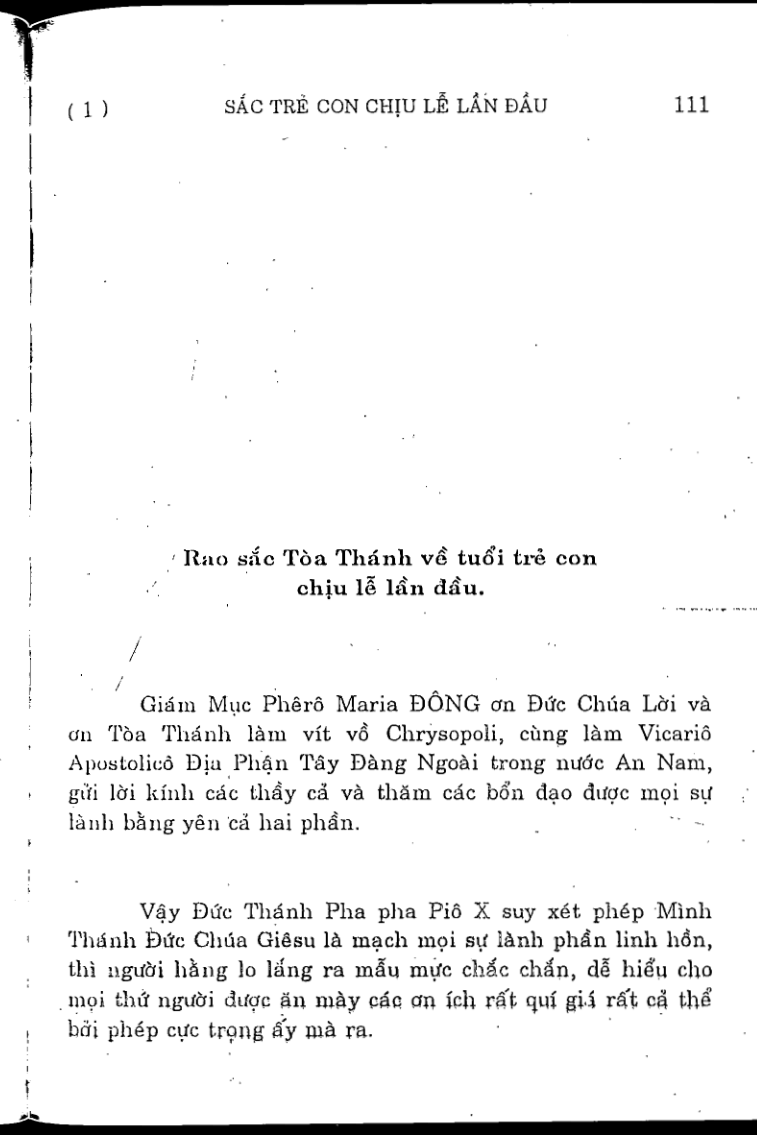 ( 1 ) SẮC TRẺ CON CHỊU LỄ LẦN ĐẦU 111
Rao sắc Tòa Thánh về tuổi trẻ con
chịu lễ lần đầu.
Giám Mục Phêrô Maria ĐÔNG ơn Đức Chúa Lời và
ơn Tòa Thánh làm vít vồ Chrysopoli, cùng làm Vicariô
Apostolicô Địa Phận Tây Đàng Ngoài trong nước An Nam,
gửi lời kính các thầy cả và thăm các bổn đạo được mọi sự
lành bằng yên cả hai phần.
Vậy Đức Thánh Pha pha Piô X suy xét phép Mình
Thánh Đức Chúa Giêsu là mạch mọi sự lành phần linh hồn,
thì người hằng lo lắng ra mẫu mực chắc chắn, dễ hiểu cho
mọi thứ người được ăn mày các ơn ích rất quí giá rất cả thể
bởi phép cực trọng ấy mà ra.